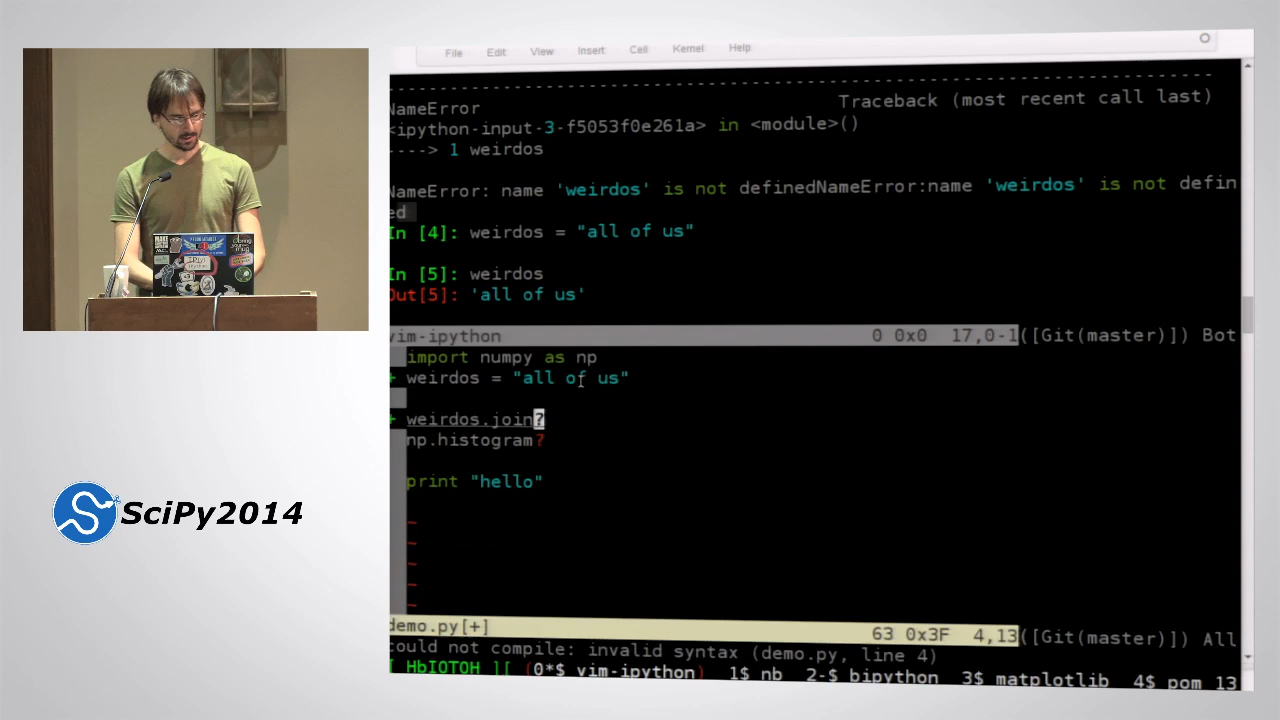 File Edit View Insert Cell Kernel Help
NameError Traceback (most recent call last)
<ipython-input-3-f5053f0e261a> in <module>()
----> 1 weirdos
NameError: name 'weirdos' is not definedNameError:name 'weirdos' is not defin
ed
In [4]: weirdos = "all of us"
In [5]: weirdos
Out[5]: 'all of us'
vim-ipython 0 0x0 17,0-1([Git(master)]) Bot
import numpy as np
+ weirdos = "all of us"
+ weirdos.join?
np.histogram?
print "hello"
~
~
~
~
~
demo.py[+] 63 0x3F 4,13([Git(master)]) All
could not compile: invalid syntax (demo.py, line 4)
[ HbIOTOH ][ (0*$ vim-ipython) 1$ nb 2-$ bipython 3$ matplotlib 4$ pom 13
SciPy2014